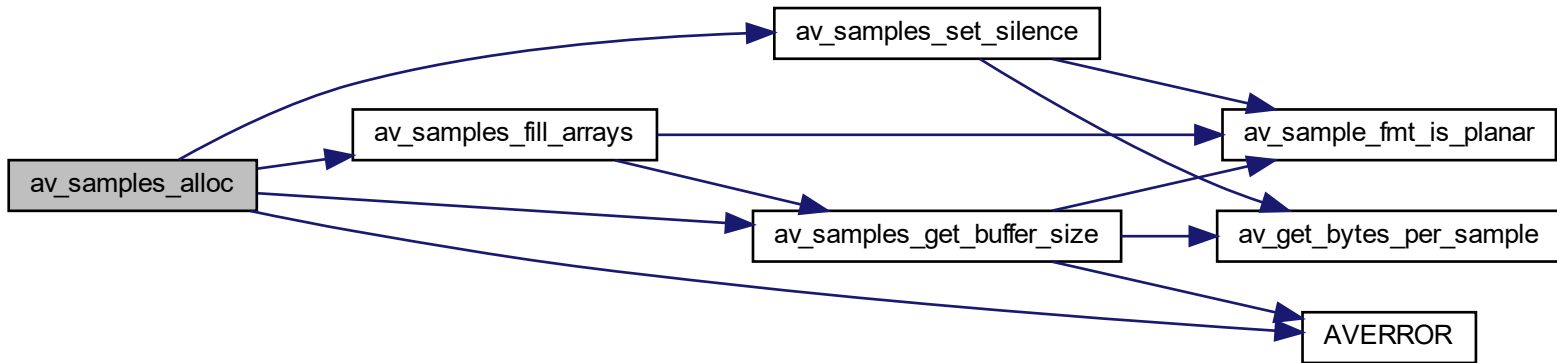 av_samples_set_silence
av_samples_fill_arrays
av_sample_fmt_is_planar
av_samples_alloc
av_samples_get_buffer_size
av_get_bytes_per_sample
AVERROR